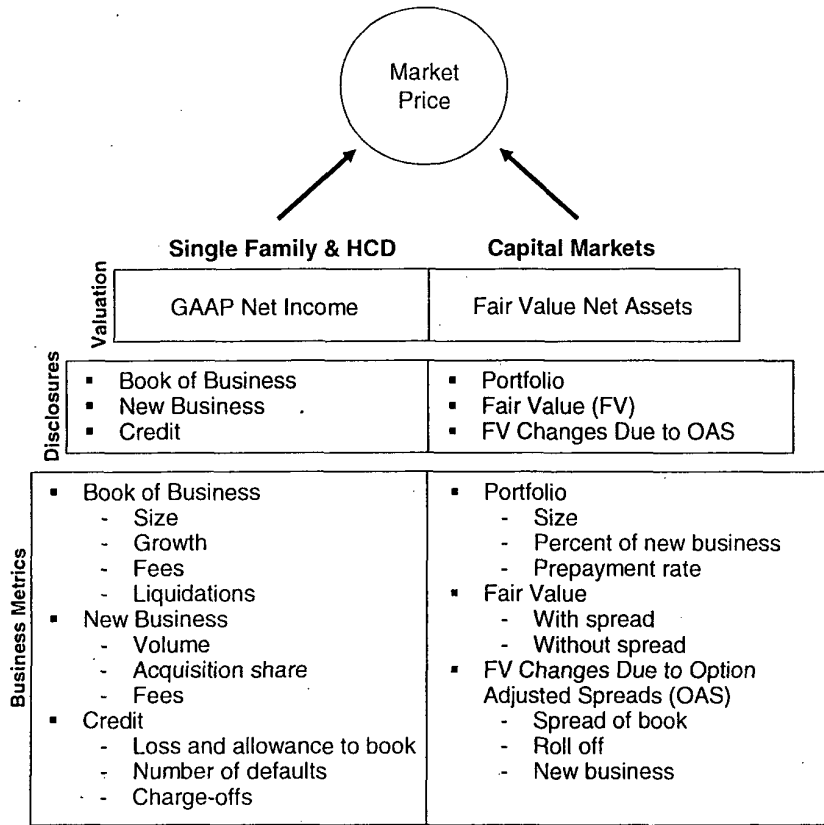 Market
Price
Single Family & HCD
Capital Markets
Valuation
GAAP Net Income
Fair Value Net Assets
Disclosures
▪ Book of Business
▪ New Business
▪ Credit
▪ Portfolio
▪ Fair Value (FV)
▪ FV Changes Due to OAS
Business Metrics
▪ Book of Business
- Size
- Growth
- Fees
- Liquidations
▪ New Business
- Volume
- Acquisition share
- Fees
▪ Credit
- Loss and allowance to book
- Number of defaults
- Charge-offs
▪ Portfolio
- Size
- Percent of new business
- Prepayment rate
▪ Fair Value
- With spread
- Without spread
▪ FV Changes Due to Option
Adjusted Spreads (OAS)
- Spread of book
- Roll off
- New business